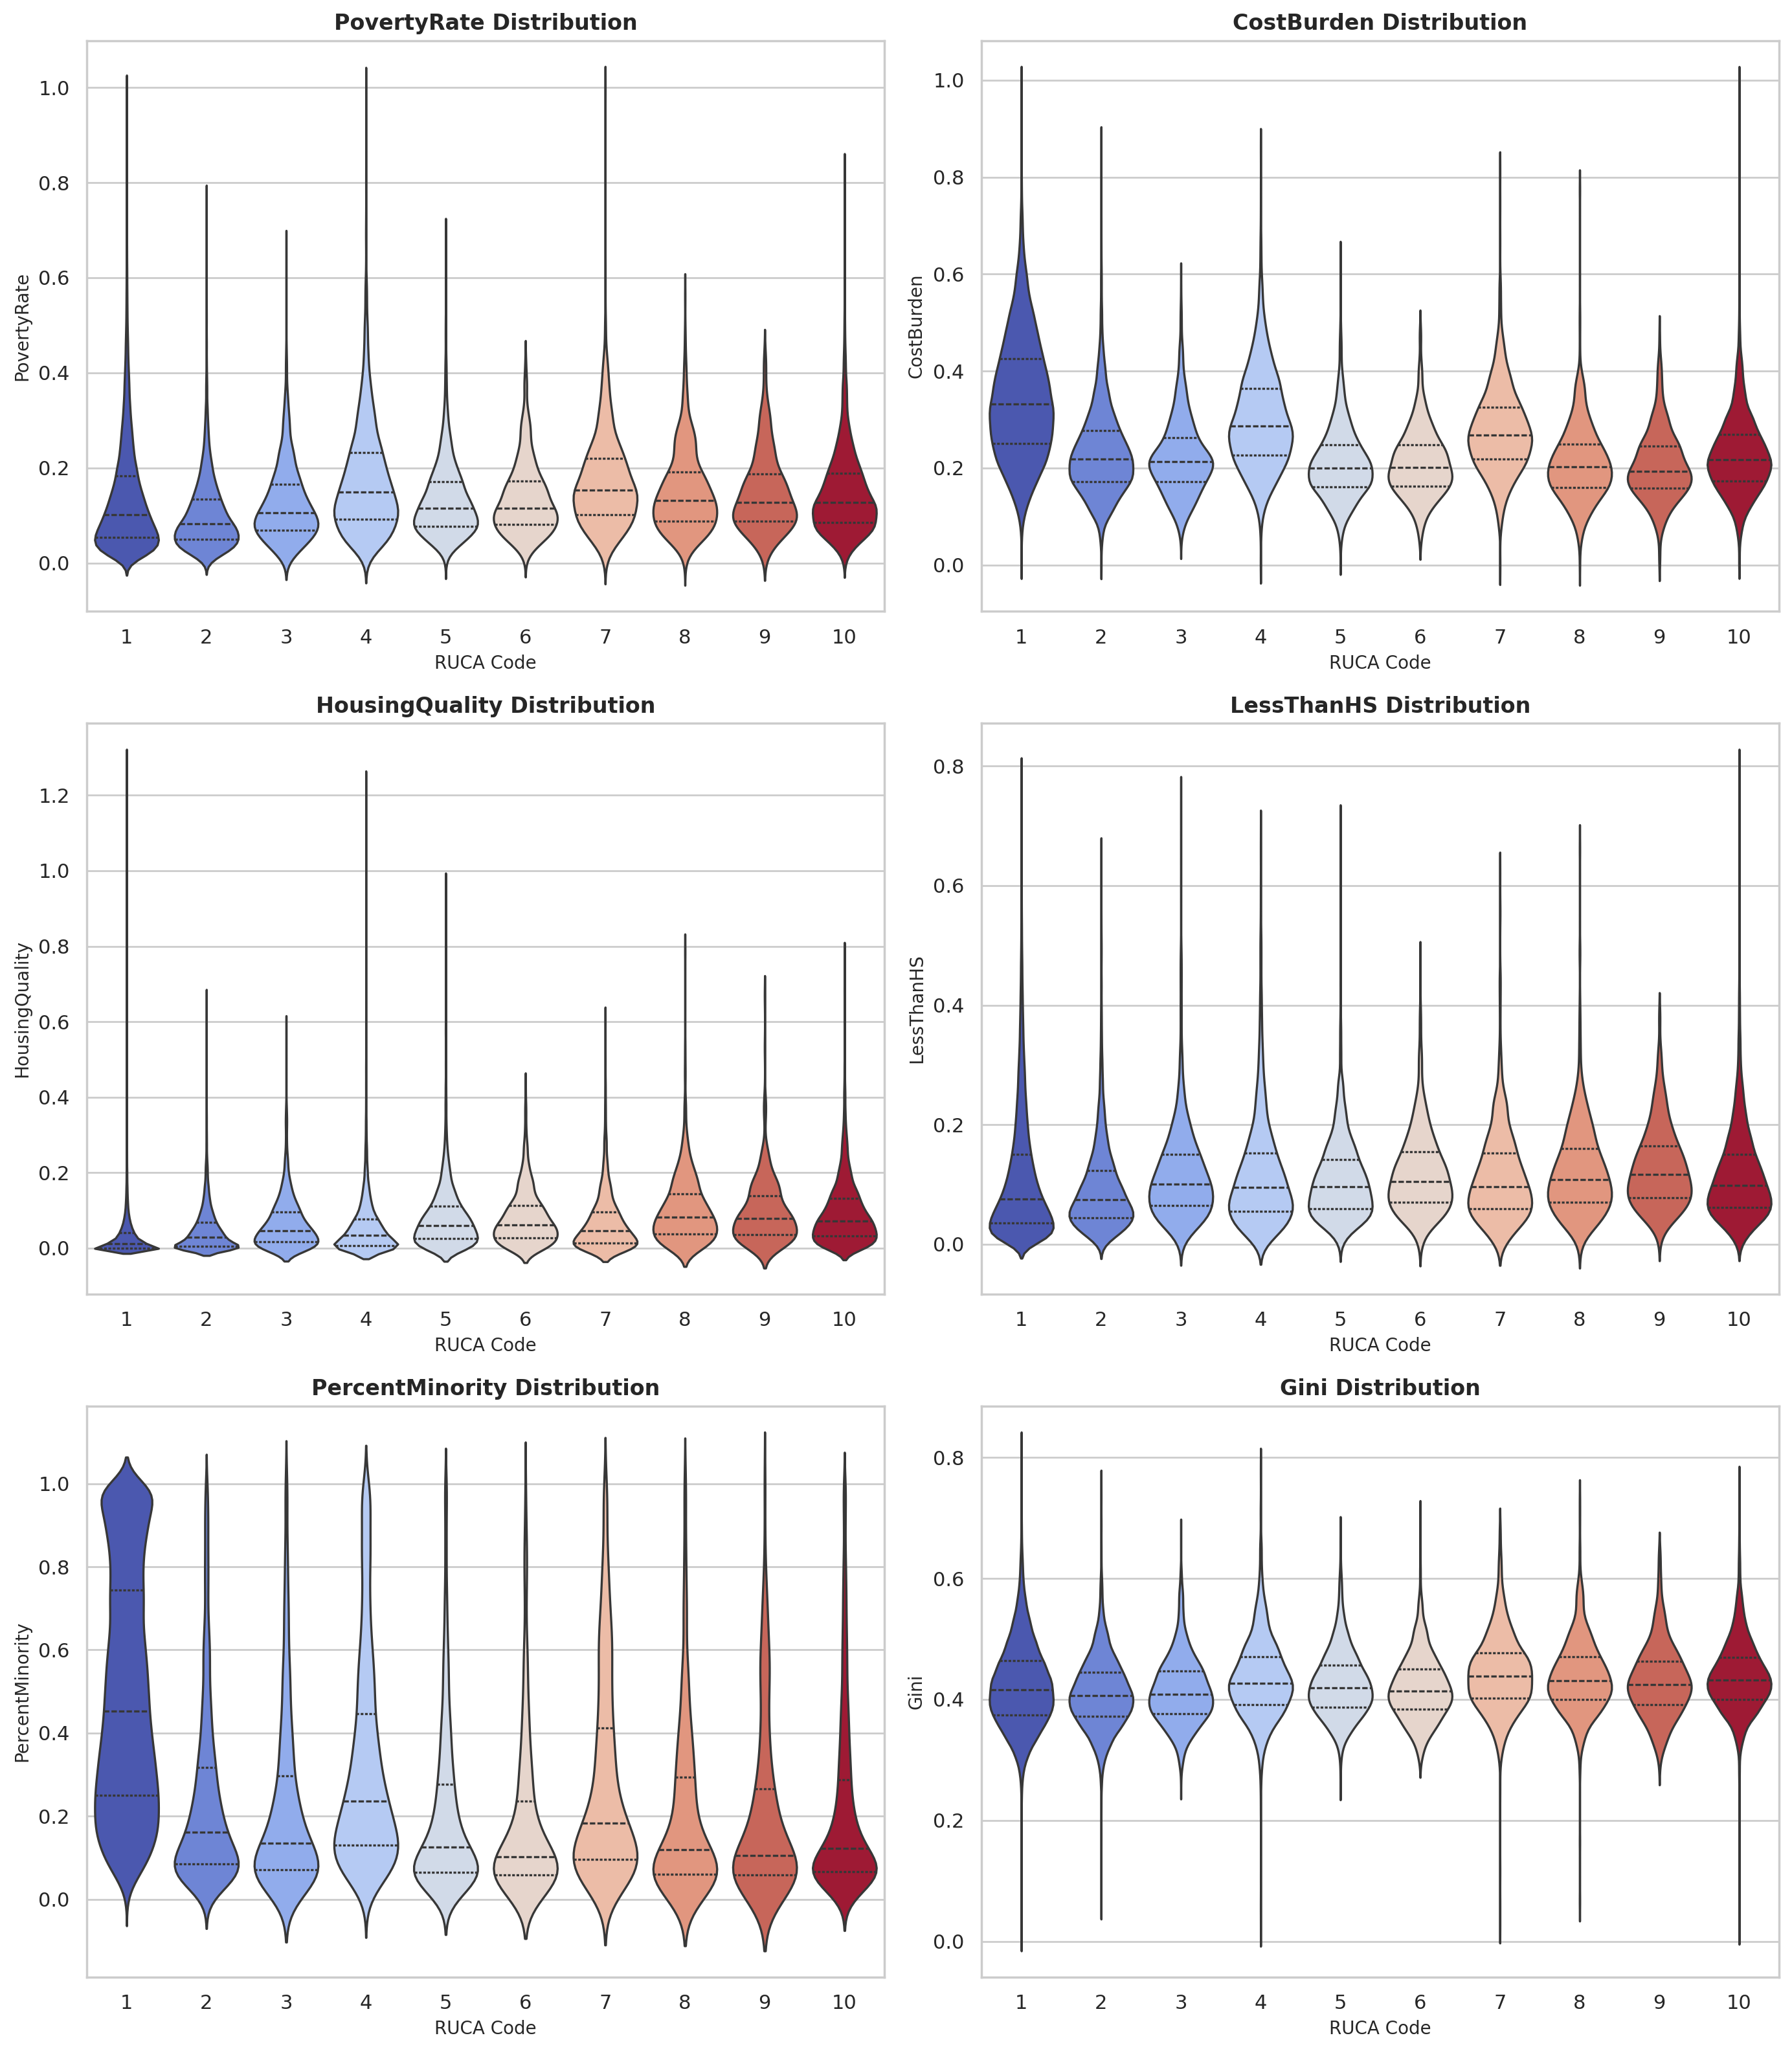 PovertyRate Distribution
PovertyRate
1.0
0.8
0.6
0.4
0.2
0.0
1 2 3 4 5 6 7 8 9 10
RUCA Code
CostBurden Distribution
CostBurden
1.0
0.8
0.6
0.4
0.2
0.0
1 2 3 4 5 6 7 8 9 10
RUCA Code
HousingQuality Distribution
HousingQuality
1.2
1.0
0.8
0.6
0.4
0.2
0.0
1 2 3 4 5 6 7 8 9 10
RUCA Code
LessThanHS Distribution
LessThanHS
0.8
0.6
0.4
0.2
0.0
1 2 3 4 5 6 7 8 9 10
RUCA Code
PercentMinority Distribution
PercentMinority
1.0
0.8
0.6
0.4
0.2
0.0
1 2 3 4 5 6 7 8 9 10
RUCA Code
Gini Distribution
Gini
0.8
0.6
0.4
0.2
0.0
1 2 3 4 5 6 7 8 9 10
RUCA Code